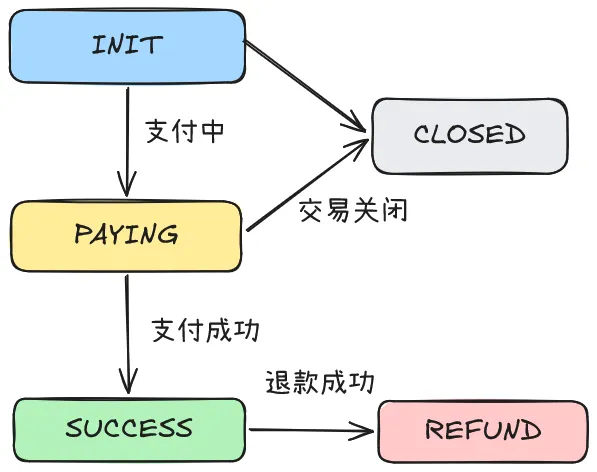 INIT
支付中
CLOSED
PAYING
交易关闭
支付成功
退款成功
SUCCESS
REFUND